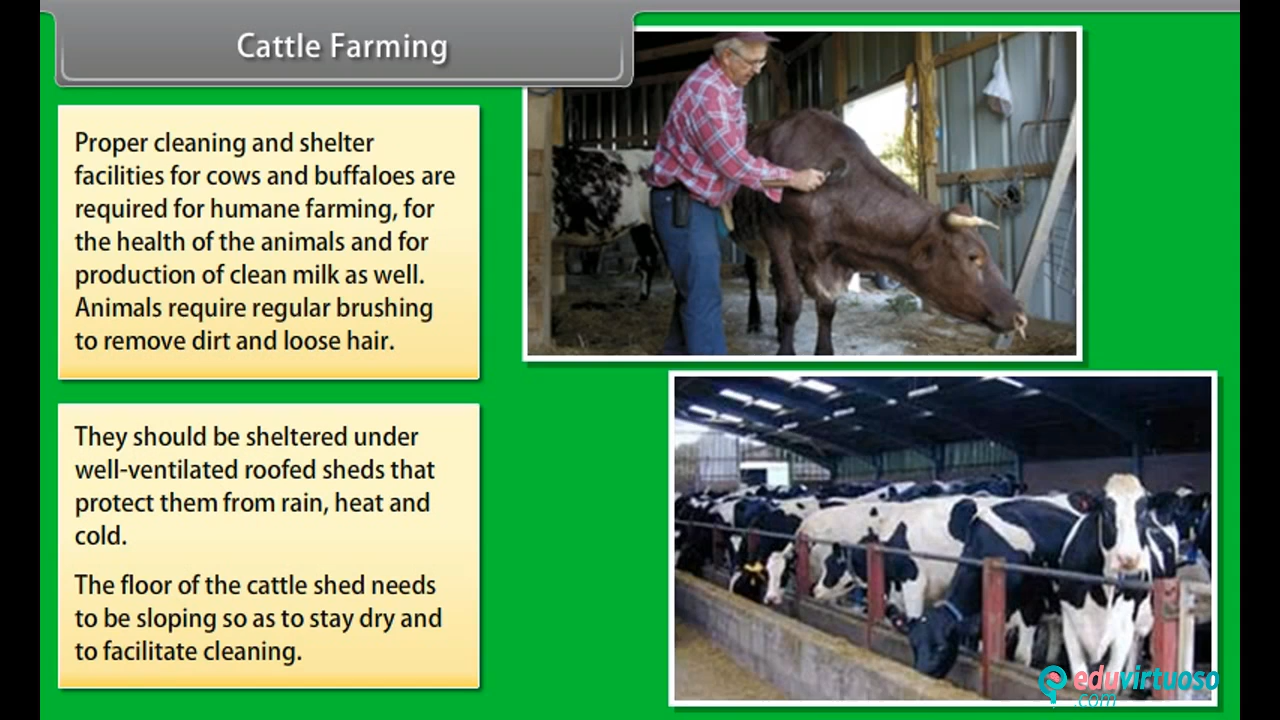 Cattle Farming
Proper cleaning and shelter
facilities for cows and buffaloes are
required for humane farming, for
the health of the animals and for
production of clean milk as well.
Animals require regular brushing
to remove dirt and loose hair.
They should be sheltered under
well-ventilated roofed sheds that
protect them from rain, heat and
cold.
The floor of the cattle shed needs
to be sloping so as to stay dry and
to facilitate cleaning.
eduvirtuoso
.com